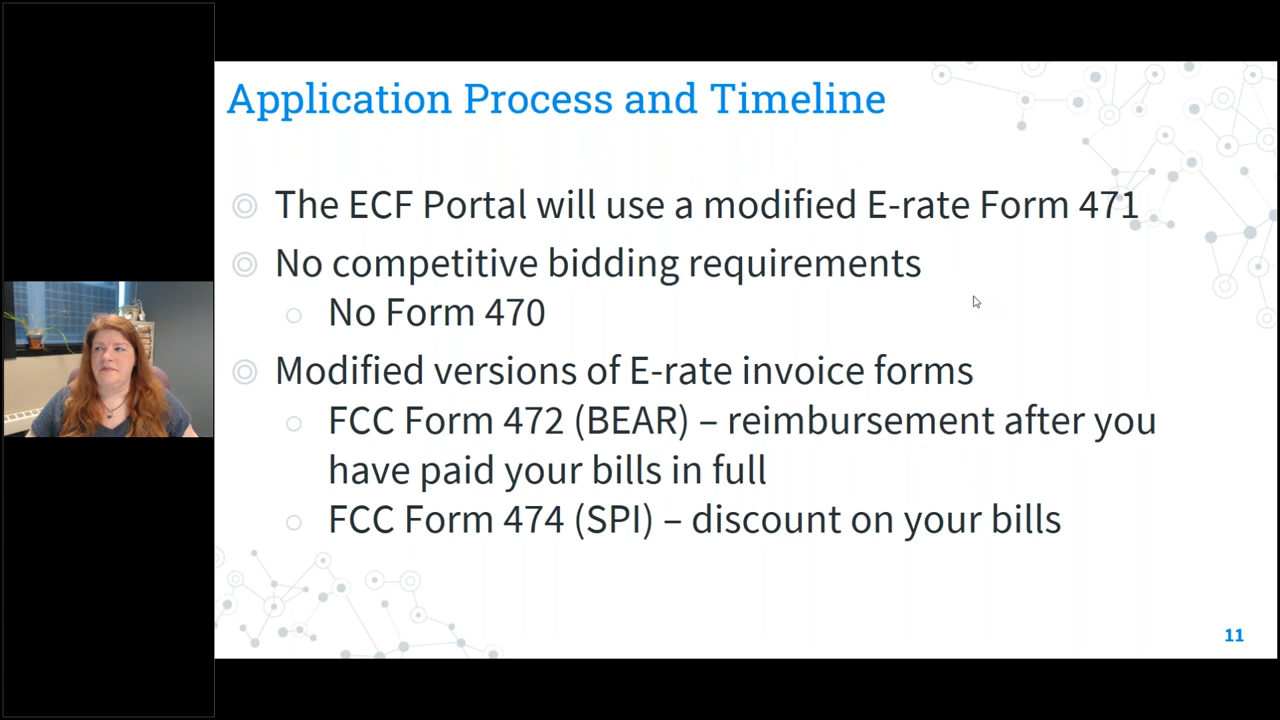 Application Process and Timeline
The ECF Portal will use a modified E-rate Form 471
No competitive bidding requirements
No Form 470
Modified versions of E-rate invoice forms
FCC Form 472 (BEAR) – reimbursement after you
have paid your bills in full
FCC Form 474 (SPI) – discount on your bills
11